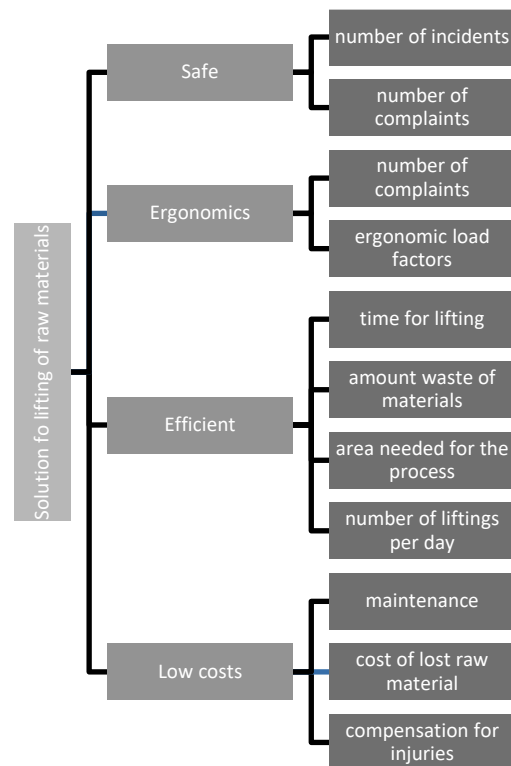 Solution fo lifting of raw materials
Safe
number of incidents
number of
complaints
Ergonomics
number of
complaints
ergonomic load
factors
Efficient
time for lifting
amount waste of
materials
area needed for the
process
number of liftings
per day
Low costs
maintenance
cost of lost raw
material
compensation for
injuries